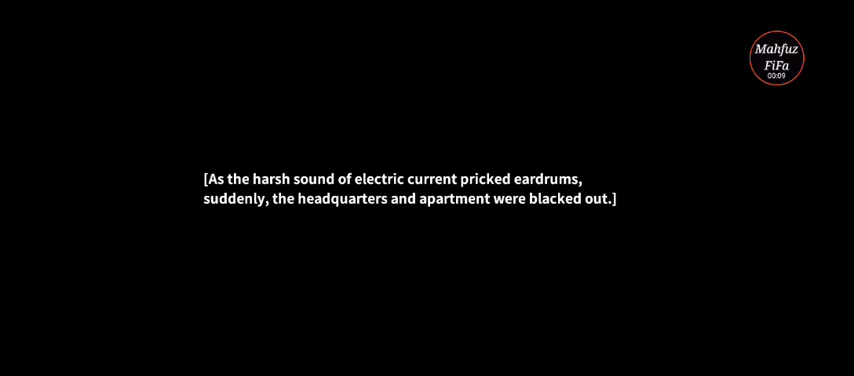 Mahfuz
FiFa
00:09
[As the harsh sound of electric current pricked eardrums,
suddenly, the headquarters and apartment were blacked out.]